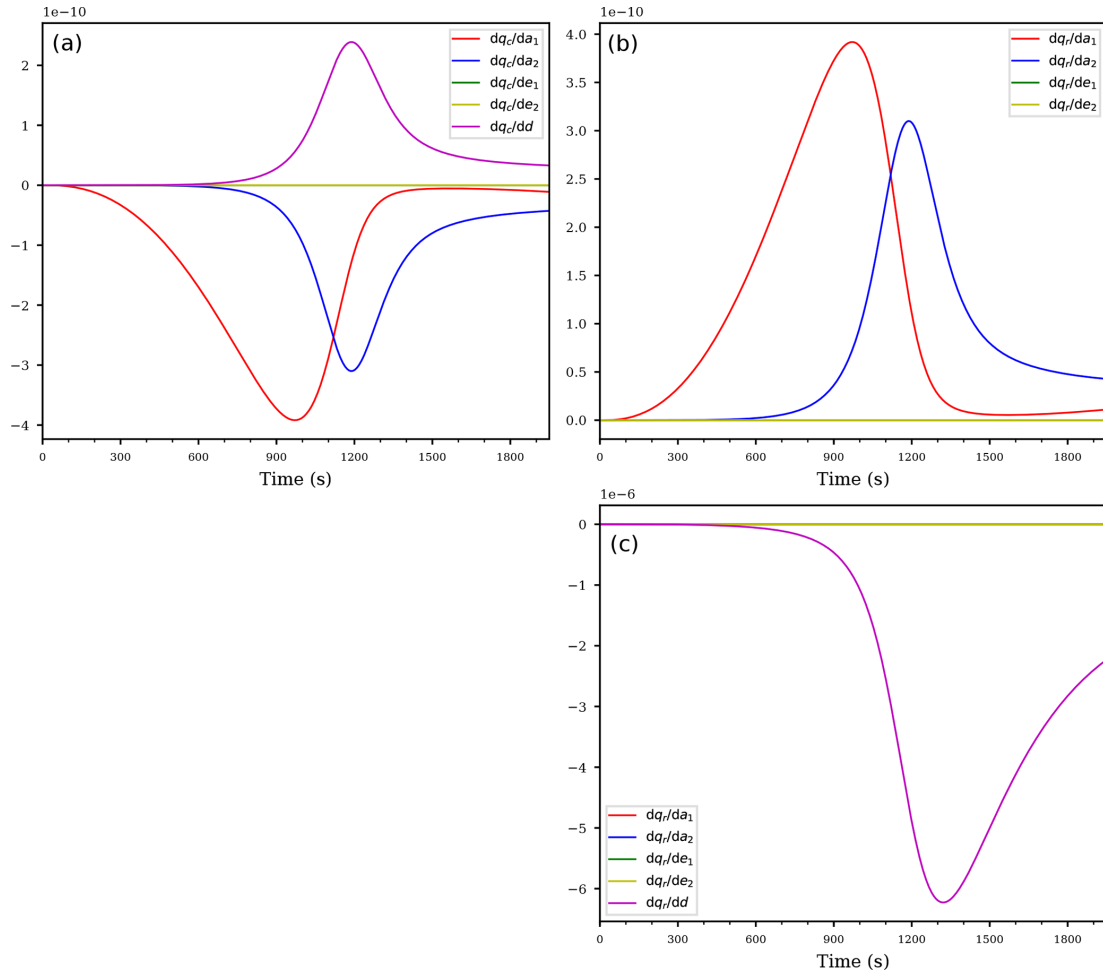 1e−10
(a)
dq_c/da_1
dq_c/da_2
dq_c/de_1
dq_c/de_2
dq_c/dd
2
1
0
−1
−2
−3
−4
0 300 600 900 1200 1500 1800
Time (s)
1e−10
(b)
dq_r/da_1
dq_r/da_2
dq_r/de_1
dq_r/de_2
4.0
3.5
3.0
2.5
2.0
1.5
1.0
0.5
0.0
0 300 600 900 1200 1500 1800
Time (s)
1e−6
(c)
0
−1
−2
−3
−4
−5
−6
dq_r/da_1
dq_r/da_2
dq_r/de_1
dq_r/de_2
dq_r/dd
0 300 600 900 1200 1500 1800
Time (s)